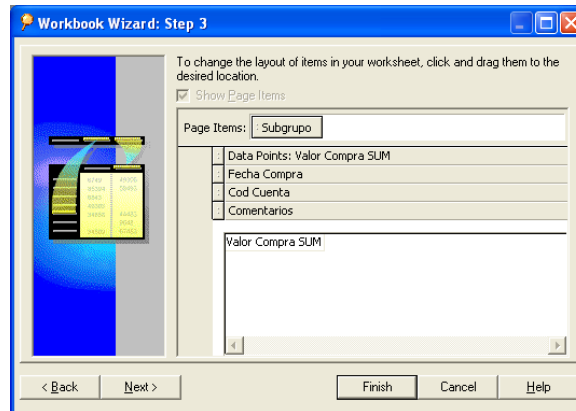 Workbook Wizard: Step 3
To change the layout of items in your worksheet, click and drag them to the
desired location.
Show Page Items
Page Items: Subgrupo
Data Points: Valor Compra SUM
Fecha Compra
Cod Cuenta
Comentarios
Valor Compra SUM
< Back Next > Finish Cancel Help